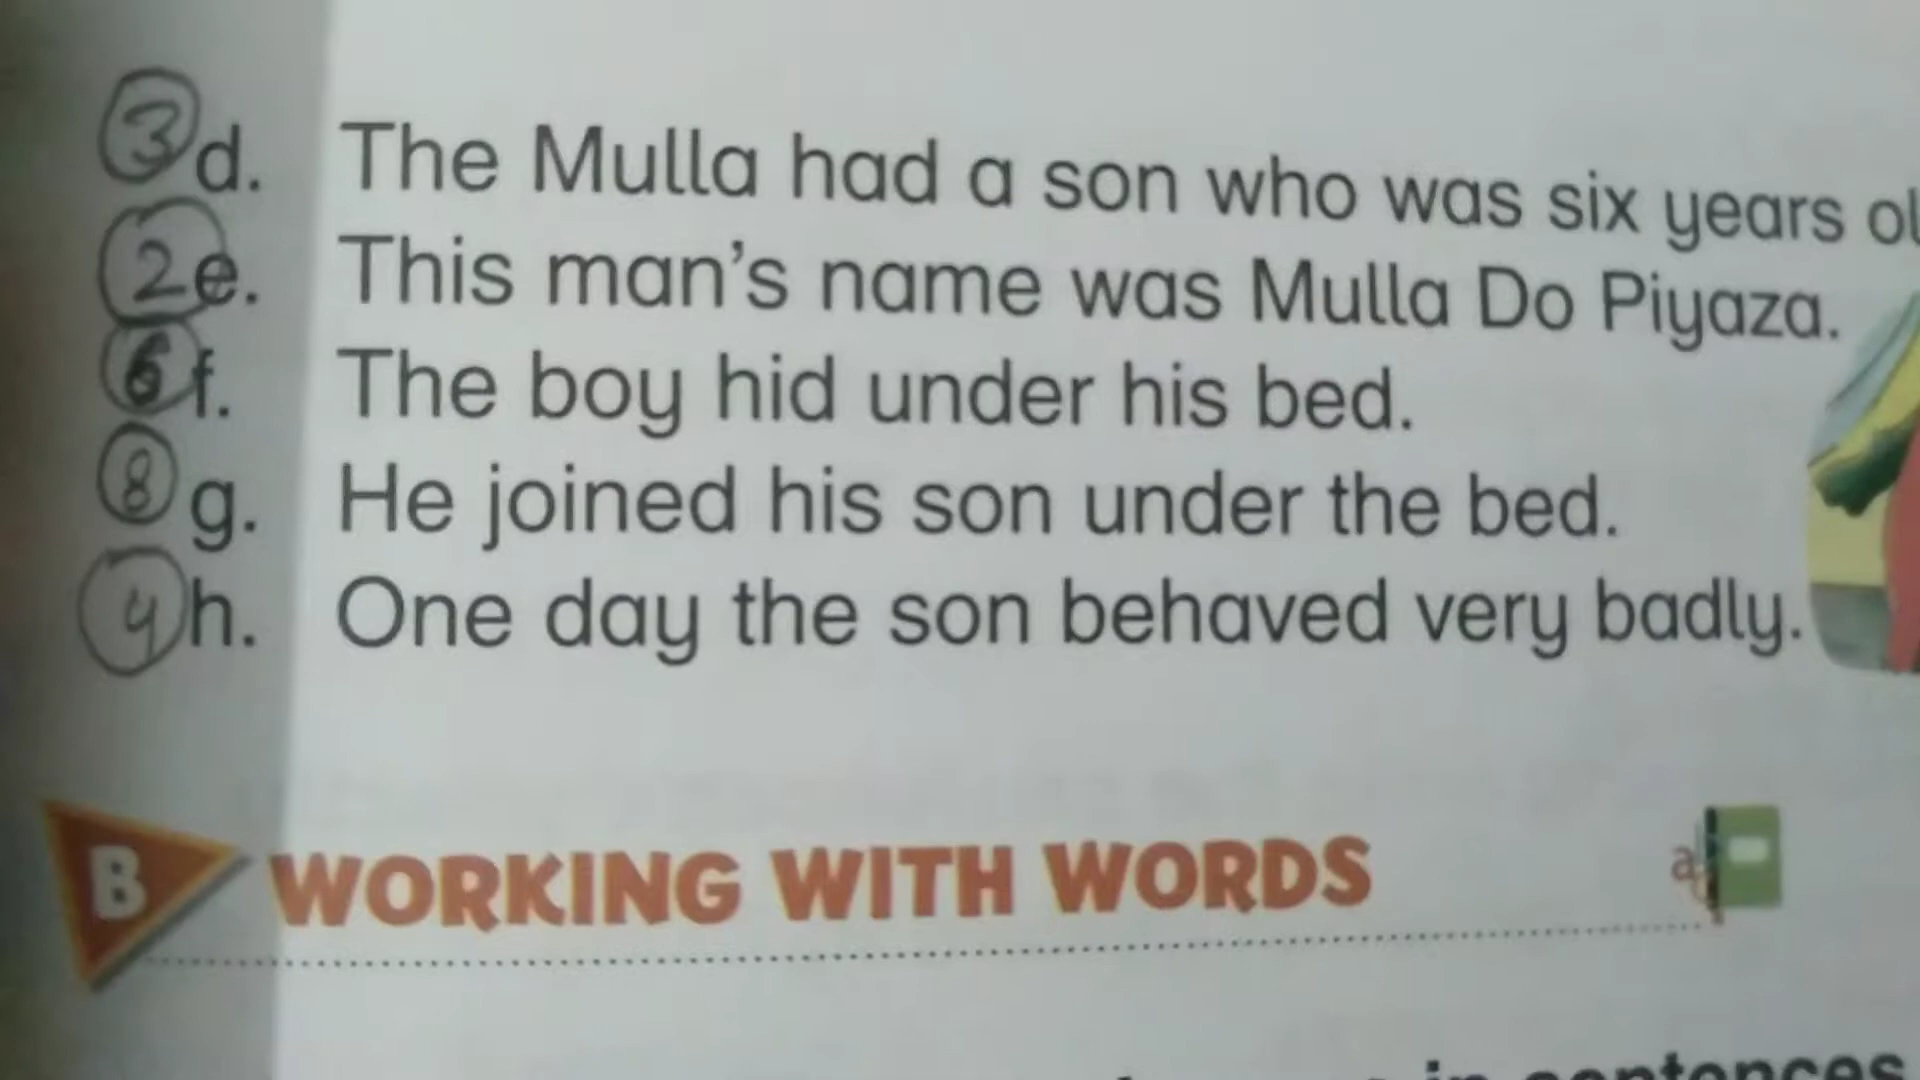 3 d. The Mulla had a son who was six years
2 e. This man's name was Mulla Do Piyaza.
6 f. The boy hid under his bed.
8 g. He joined his son under the bed.
4 h. One day the son behaved very badly.
B WORKING WITH WORDS
in sentences